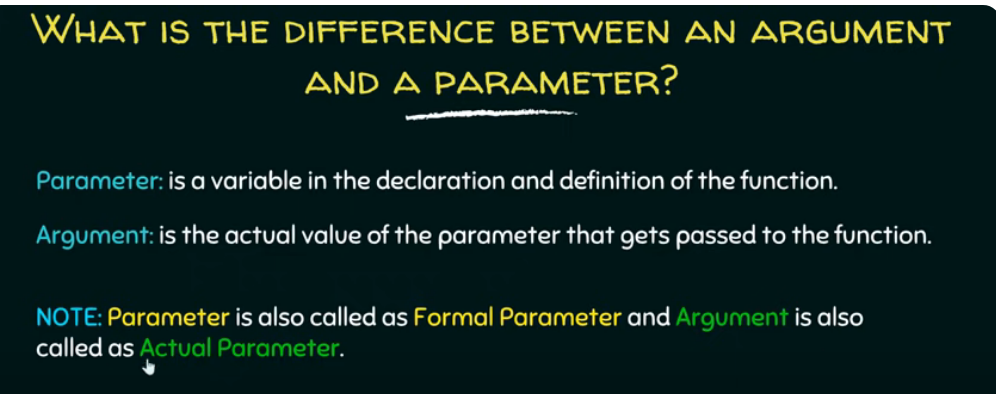 WHAT IS THE DIFFERENCE BETWEEN AN ARGUMENT
AND A PARAMETER?
Parameter: is a variable in the declaration and definition of the function.
Argument: is the actual value of the parameter that gets passed to the function.
NOTE: Parameter is also called as Formal Parameter and Argument is also
called as Actual Parameter.